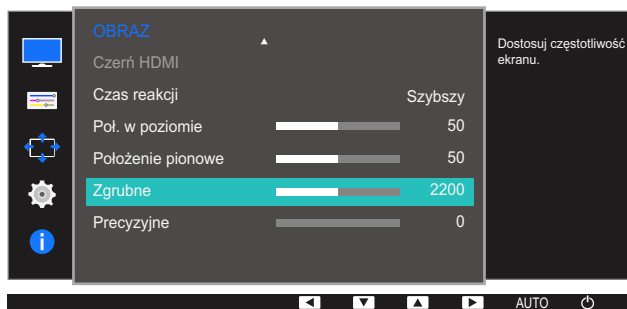 OBRAZ
Czerń HDMI
Czas reakcji Szybszy
Poł. w poziomie 50
Położenie pionowe 50
Zgrubne 2200
Precyzyjne 0
Dostosuj częstotliwość
ekranu.
AUTO